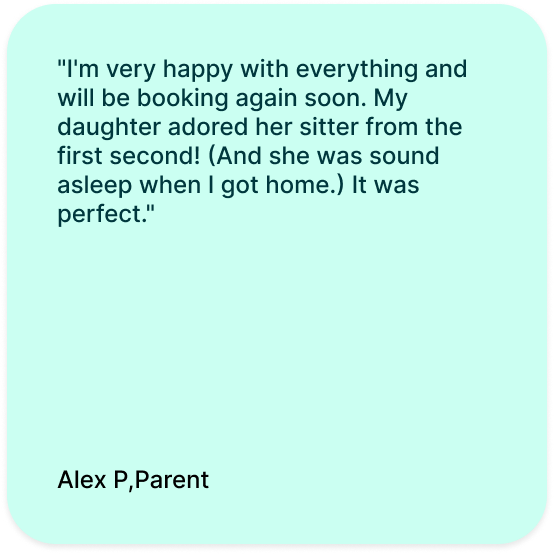 "I'm very happy with everything and
will be booking again soon. My
daughter adored her sitter from the
first second! (And she was sound
asleep when I got home.) It was
perfect."
Alex P,Parent